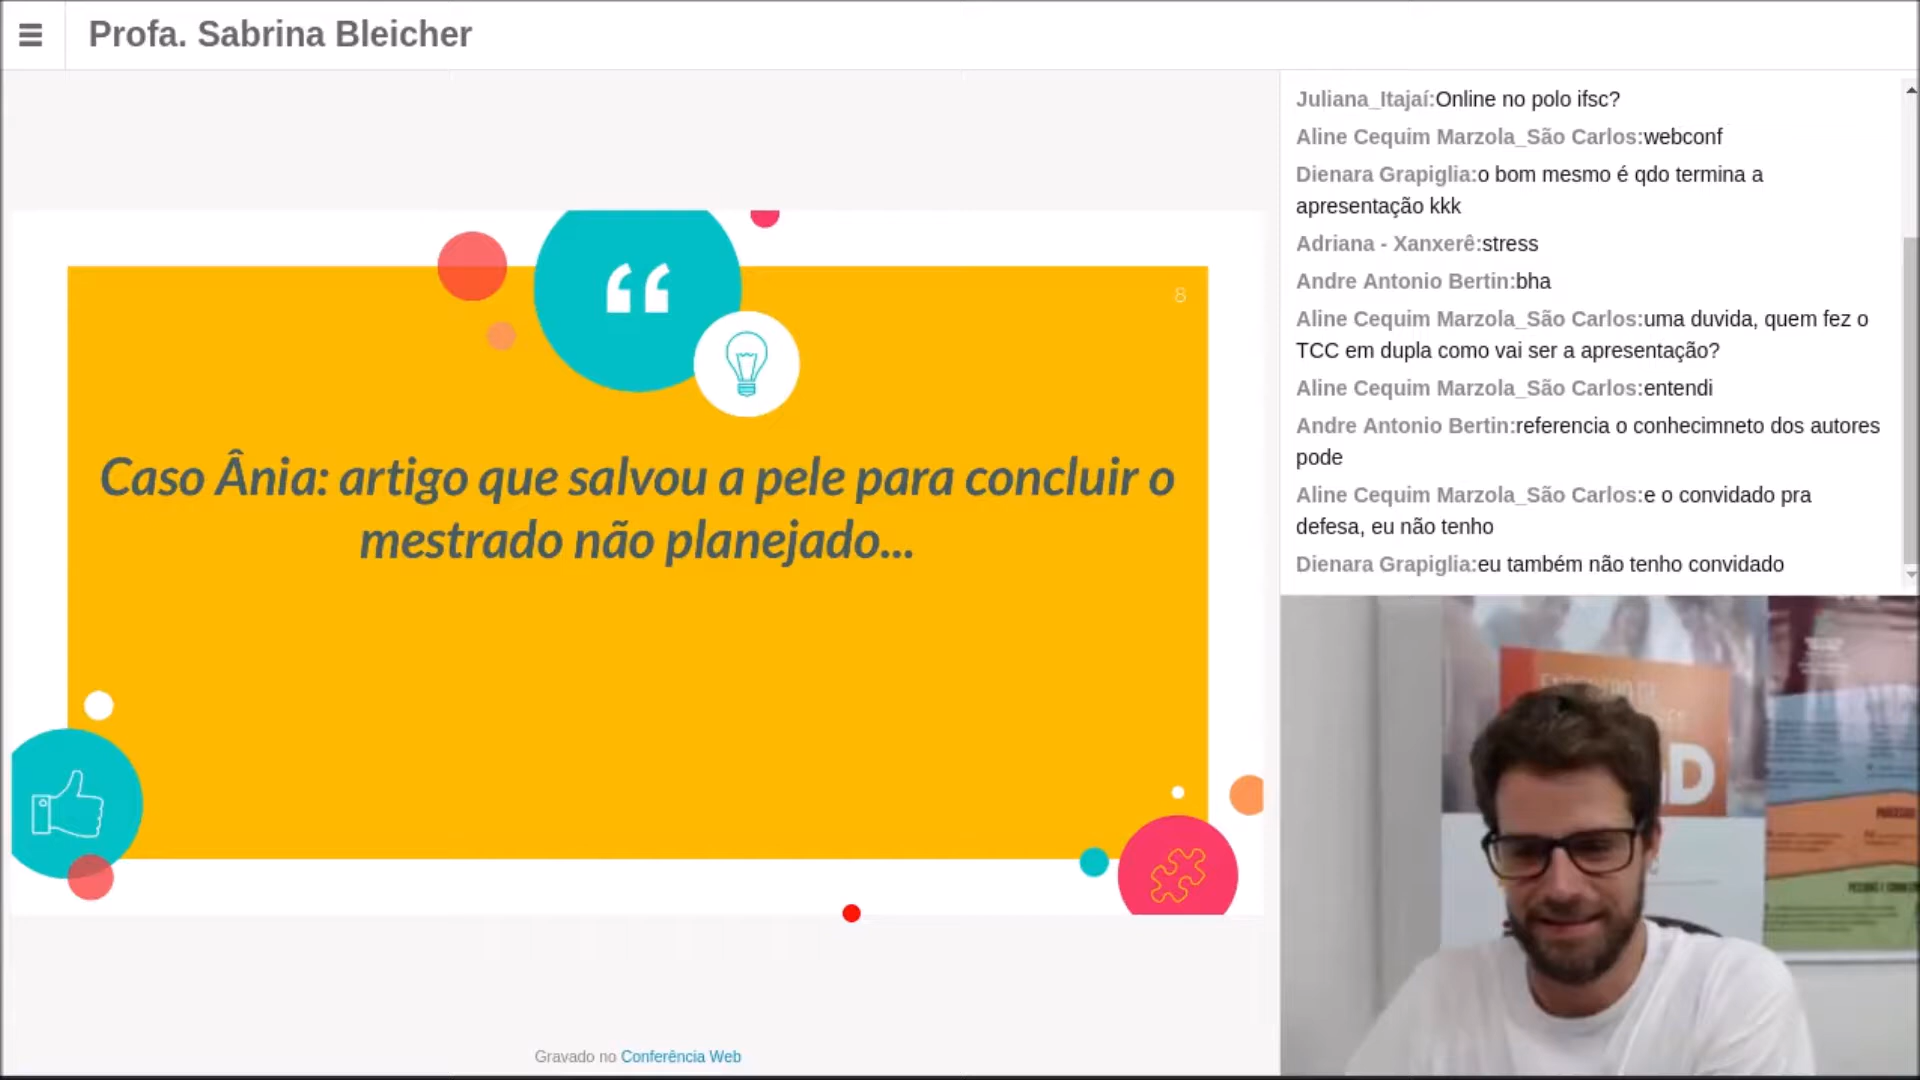 Profa. Sabrina Bleicher
8
Caso Ânia: artigo que salvou a pele para concluir o
mestrado não planejado...
Gravado no Conferência Web
Juliana_Itajaí:Online no polo ifsc?
Aline Cequim Marzola_São Carlos:webconf
Dienara Grapiglia:o bom mesmo é qdo termina a
apresentação kkk
Adriana - Xanxerê:stress
Andre Antonio Bertin:bha
Aline Cequim Marzola_São Carlos:uma duvida, quem fez o
TCC em dupla como vai ser a apresentação?
Aline Cequim Marzola_São Carlos:entendi
Andre Antonio Bertin:referencia o conhecimneto dos autores
pode
Aline Cequim Marzola_São Carlos:e o convidado pra
defesa, eu não tenho
Dienara Grapiglia:eu também não tenho convidado